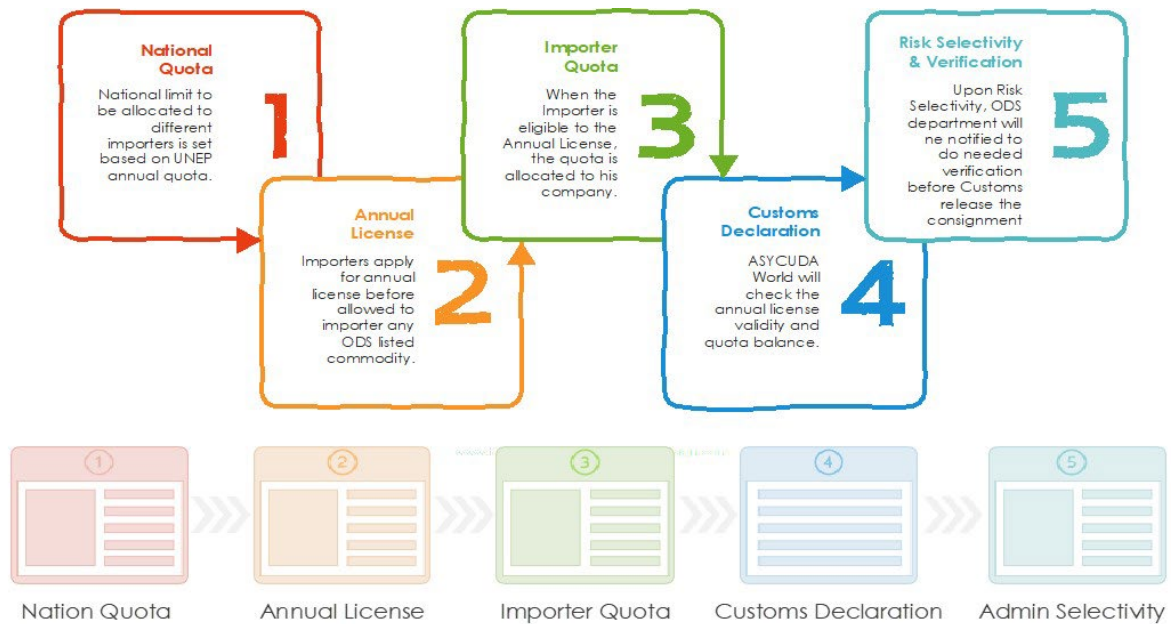 National
Quota
National limit to
be allocated to
different
importers is set
based on UNEP
annual quota.
1
Annual
License
Importers apply
for annual
license before
allowed to
importer any
ODS listed
commodity.
2
Importer
Quota
When the
Importer is
eligible to the
Annual License,
the quota is
allocated to his
company.
3
Customs
Declaration
ASYCUDA
World will
check the
annual license
validity and
quota balance.
4
Risk Selectivity
& Verification
Upon Risk
Selectivity, ODS
department will
ne notified to
do needed
verification
before Customs
release the
consignment
5
1
2
3
4
5
Nation Quota
Annual License
Importer Quota
Customs Declaration
Admin Selectivity